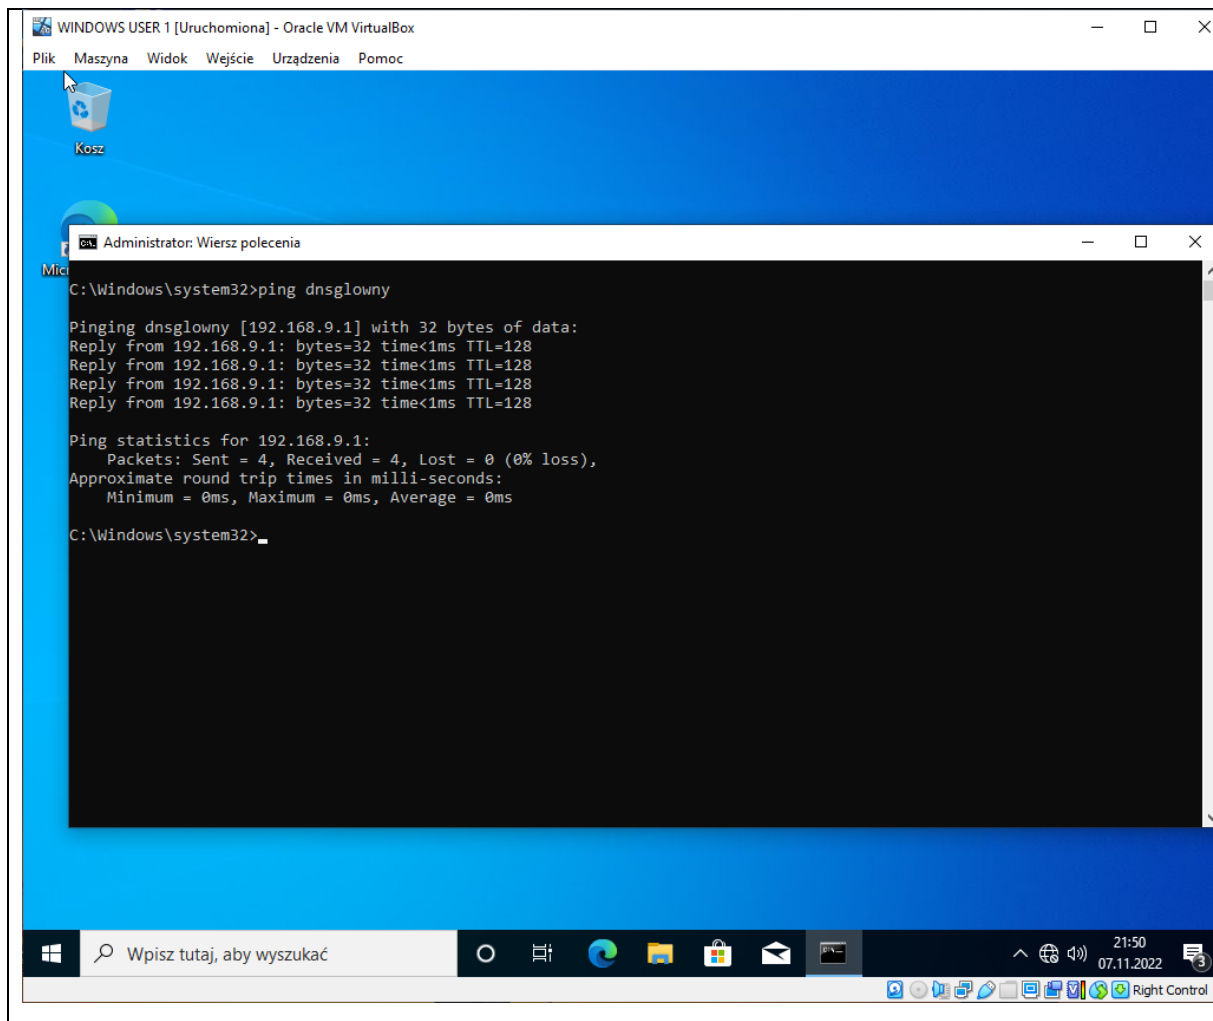 WINDOWS USER 1 [Uruchomiona] - Oracle VM VirtualBox
Plik Maszyna Widok Wejście Urządzenia Pomoc
Kosz
Administrator: Wiersz polecenia
C:\Windows\system32>ping dnsglowny
Pinging dnsglowny [192.168.9.1] with 32 bytes of data:
Reply from 192.168.9.1: bytes=32 time<1ms TTL=128
Reply from 192.168.9.1: bytes=32 time<1ms TTL=128
Reply from 192.168.9.1: bytes=32 time<1ms TTL=128
Reply from 192.168.9.1: bytes=32 time<1ms TTL=128
Ping statistics for 192.168.9.1:
Packets: Sent = 4, Received = 4, Lost = 0 (0% loss),
Approximate round trip times in milli-seconds:
Minimum = 0ms, Maximum = 0ms, Average = 0ms
C:\Windows\system32>
Wpisz tutaj, aby wyszukać
21:50
07.11.2022
3
Right Control